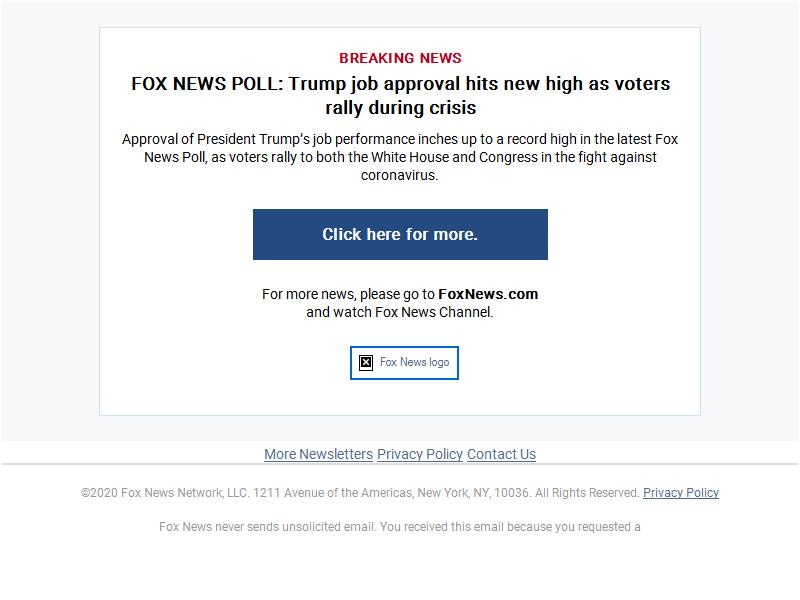 BREAKING NEWS
FOX NEWS POLL: Trump job approval hits new high as voters
rally during crisis
Approval of President Trump’s job performance inches up to a record high in the latest Fox
News Poll, as voters rally to both the White House and Congress in the fight against
coronavirus.
Click here for more.
For more news, please go to FoxNews.com
and watch Fox News Channel.
Fox News logo
More Newsletters Privacy Policy Contact Us
©2020 Fox News Network, LLC. 1211 Avenue of the Americas, New York, NY, 10036. All Rights Reserved. Privacy Policy
Fox News never sends unsolicited email. You received this email because you requested a